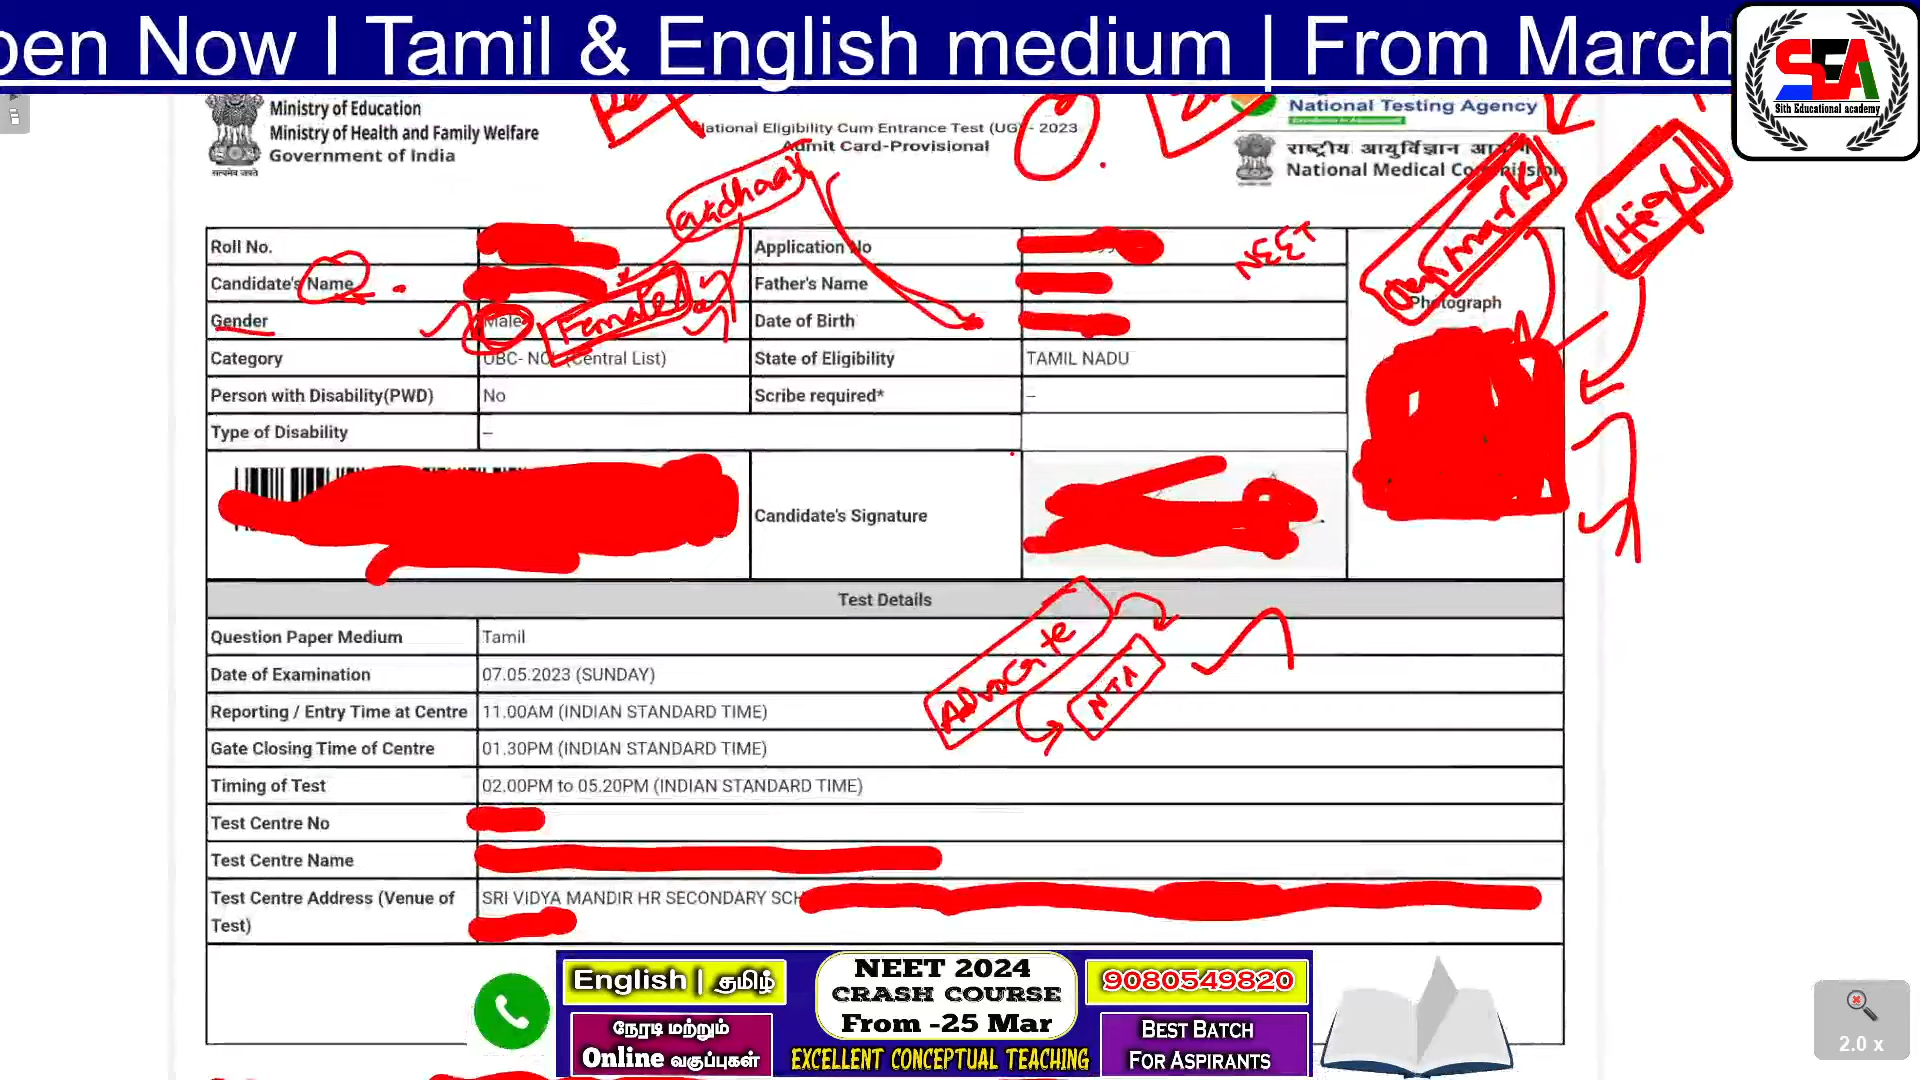 pen Now I Tamil & English medium | From March
SEA
Sith Educational academy
Ministry of Education
Ministry of Health and Family Welfare
Government of India
सत्यमेव जयते
National Eligibility Cum Entrance Test (UG) - 2023
Admit Card-Provisional
National Testing Agency
राष्ट्रीय आयुर्विज्ञान
National Medical Commission
aadhaar
Mark
High
NEET
Roll No.
Application No
Candidate's Name
Father's Name
Photograph
Gender
Male
Female
Date of Birth
Category
OBC- NCL (Central List)
State of Eligibility
TAMIL NADU
Person with Disability(PWD)
No
Scribe required*
--
Type of Disability
--
Candidate's Signature
Test Details
Question Paper Medium
Tamil
Advocate
NTA
Date of Examination
07.05.2023 (SUNDAY)
Reporting / Entry Time at Centre
11.00AM (INDIAN STANDARD TIME)
Gate Closing Time of Centre
01.30PM (INDIAN STANDARD TIME)
Timing of Test
02.00PM to 05.20PM (INDIAN STANDARD TIME)
Test Centre No
Test Centre Name
Test Centre Address (Venue of Test)
SRI VIDYA MANDIR HR SECONDARY SCH
English | தமிழ்
நேரடி மற்றும்
Online வகுப்புகள்
NEET 2024
CRASH COURSE
From -25 Mar
EXCELLENT CONCEPTUAL TEACHING
9080549820
BEST BATCH
FOR ASPIRANTS
2.0 x